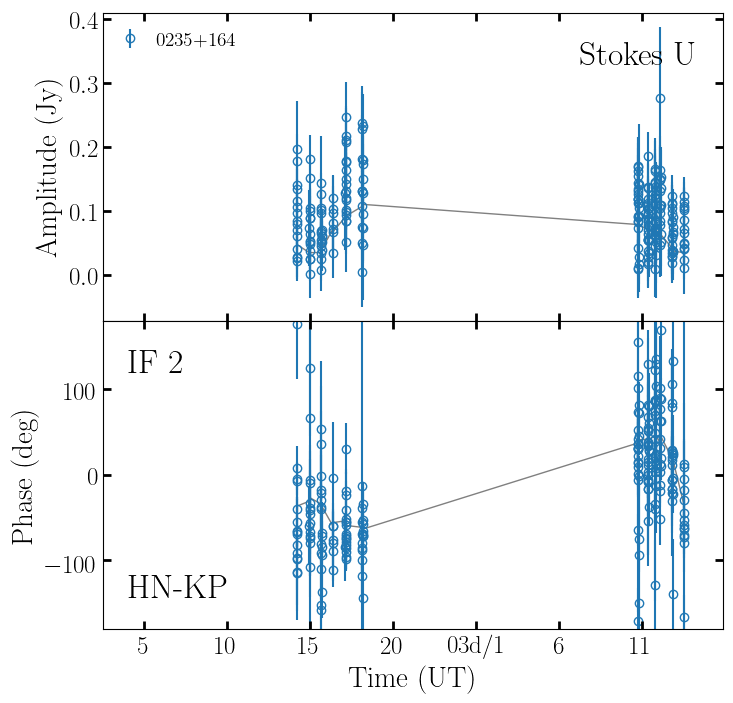 0.4
0235+164
Stokes U
0.3
0.2
0.1
0.0
Amplitude (Jy)
IF 2
100
0
−100
Phase (deg)
HN-KP
5 10 15 20 03d/1 6 11
Time (UT)